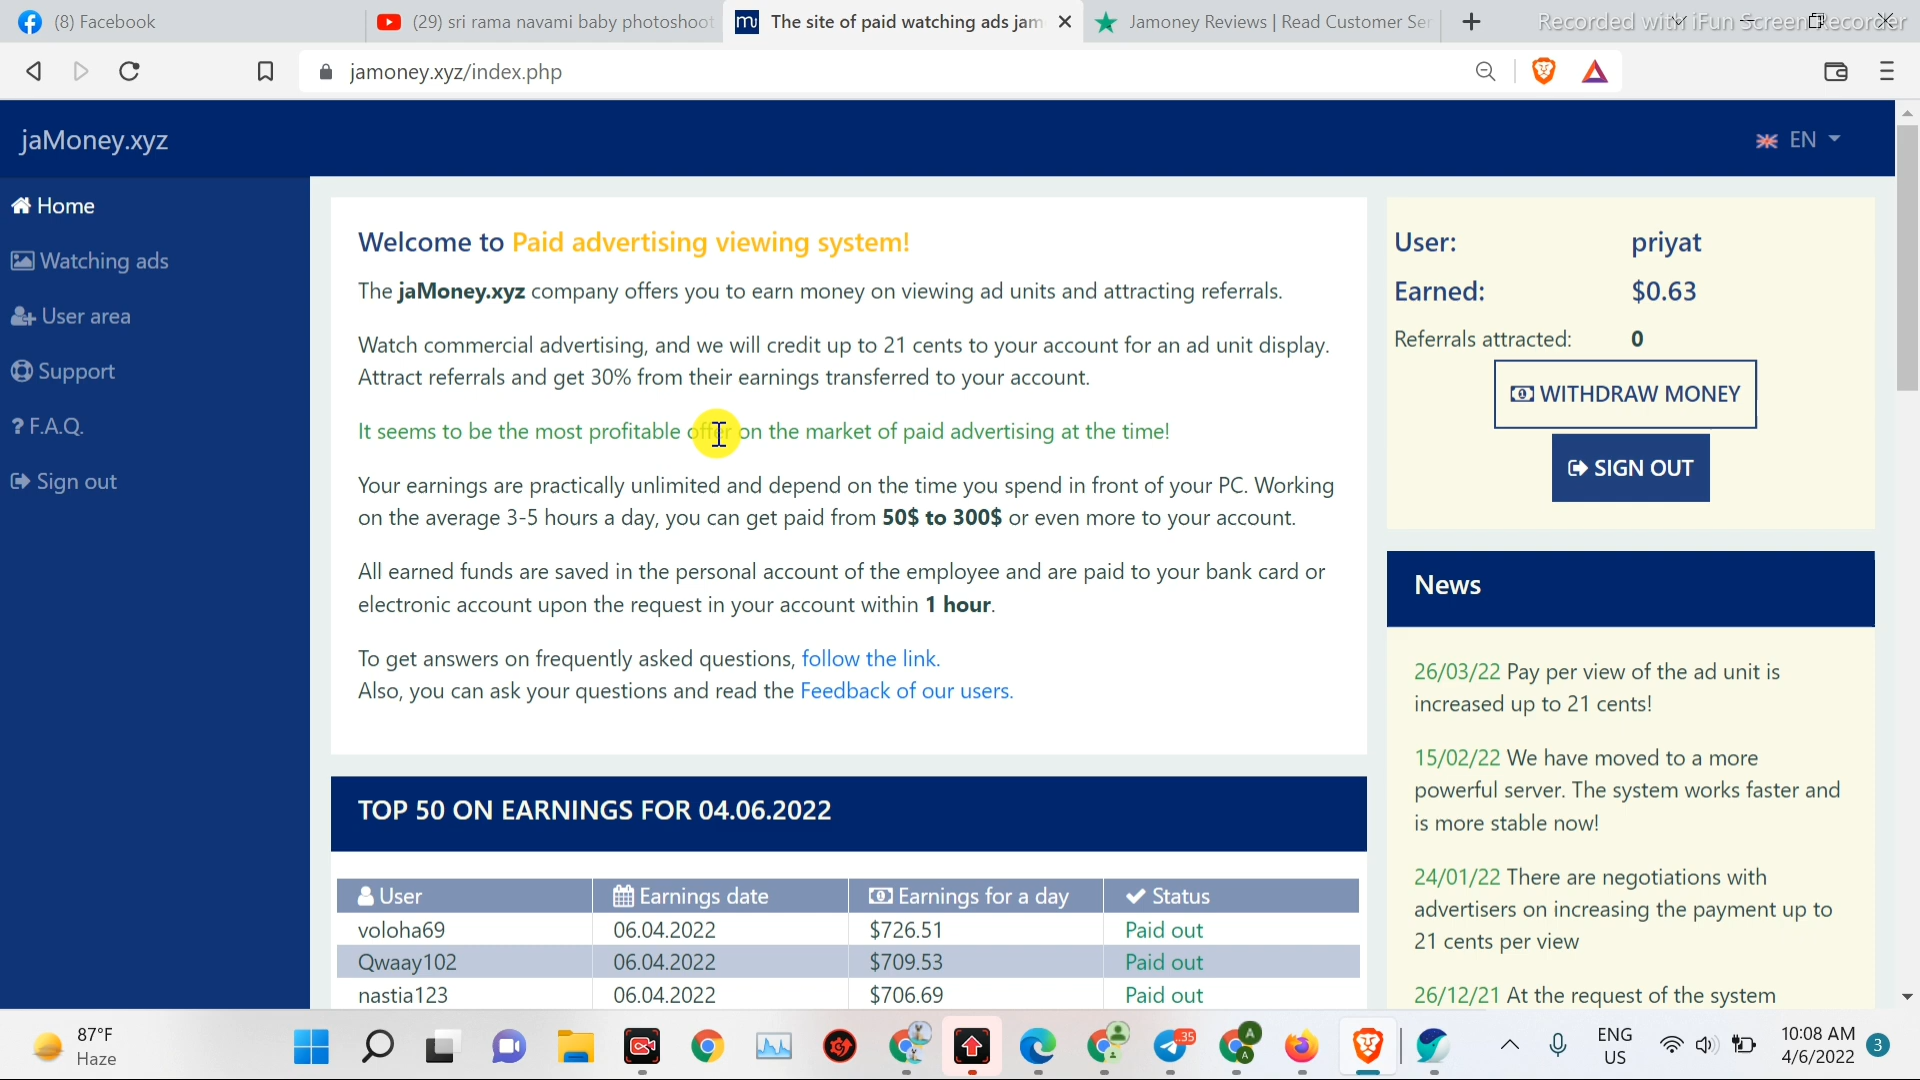 (8) Facebook
(29) sri rama navami baby photoshoot
The site of paid watching ads jam
Jamoney Reviews | Read Customer Ser
Recorded with iFun Screen Recorder
jamoney.xyz/index.php
jaMoney.xyz
EN
Home
Watching ads
User area
Support
? F.A.Q.
Sign out
Welcome to Paid advertising viewing system!
The jaMoney.xyz company offers you to earn money on viewing ad units and attracting referrals.
Watch commercial advertising, and we will credit up to 21 cents to your account for an ad unit display.
Attract referrals and get 30% from their earnings transferred to your account.
It seems to be the most profitable offer on the market of paid advertising at the time!
Your earnings are practically unlimited and depend on the time you spend in front of your PC. Working
on the average 3-5 hours a day, you can get paid from 50$ to 300$ or even more to your account.
All earned funds are saved in the personal account of the employee and are paid to your bank card or
electronic account upon the request in your account within 1 hour.
To get answers on frequently asked questions, follow the link.
Also, you can ask your questions and read the Feedback of our users.
TOP 50 ON EARNINGS FOR 04.06.2022
User Earnings date Earnings for a day Status
voloha69 06.04.2022 $726.51 Paid out
Qwaay102 06.04.2022 $709.53 Paid out
nastia123 06.04.2022 $706.69 Paid out
User: priyat
Earned: $0.63
Referrals attracted: 0
WITHDRAW MONEY
SIGN OUT
News
26/03/22 Pay per view of the ad unit is
increased up to 21 cents!
15/02/22 We have moved to a more
powerful server. The system works faster and
is more stable now!
24/01/22 There are negotiations with
advertisers on increasing the payment up to
21 cents per view
26/12/21 At the request of the system
87°F
Haze
35
A
A
ENG
US
10:08 AM
4/6/2022
3